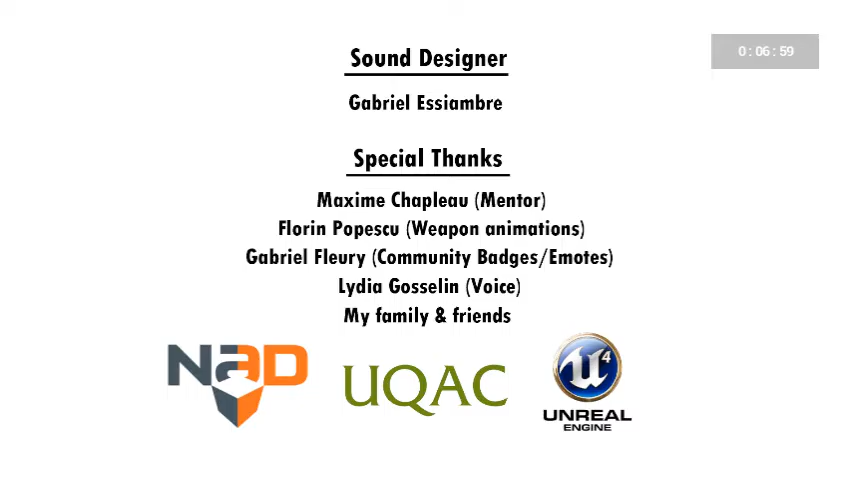 Sound Designer
0 : 06 : 59
Gabriel Essiambre
Special Thanks
Maxime Chapleau (Mentor)
Florin Popescu (Weapon animations)
Gabriel Fleury (Community Badges/Emotes)
Lydia Gosselin (Voice)
My family & friends
NaD
UQAC
U 4
UNREAL
ENGINE